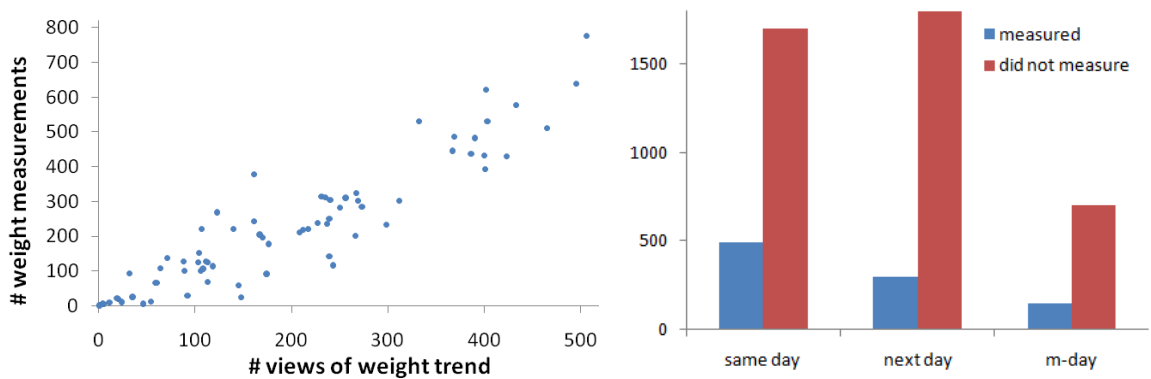 800
700
600
500
400
300
200
100
0
# weight measurements
0 100 200 300 400 500
# views of weight trend
measured
did not measure
1500
1000
500
0
same day next day m-day